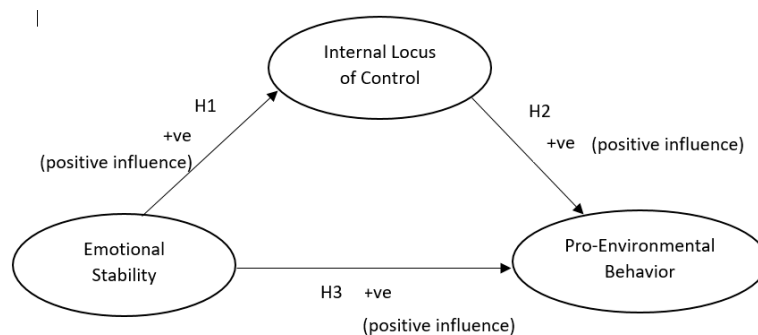 Internal Locus
of Control
H1
+ve
(positive influence)
H2
+ve (positive influence)
Emotional
Stability
Pro-Environmental
Behavior
H3 +ve
(positive influence)